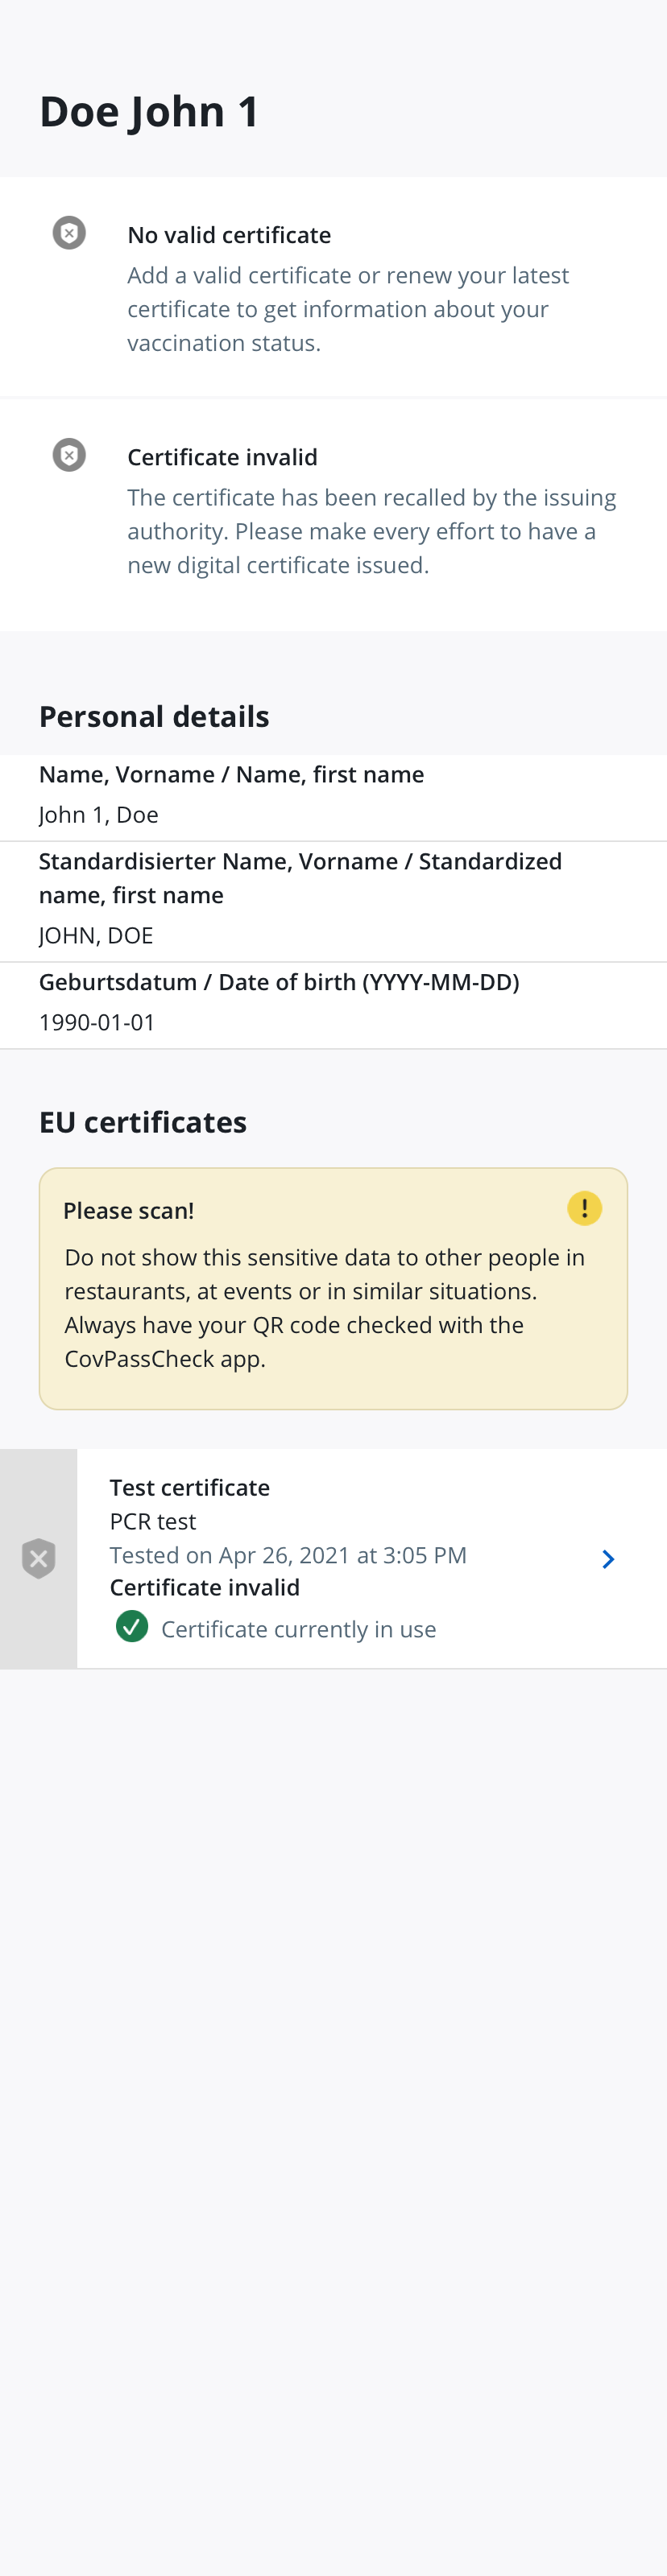 Doe John 1
No valid certificate
Add a valid certificate or renew your latest
certificate to get information about your
vaccination status.
Certificate invalid
The certificate has been recalled by the issuing
authority. Please make every effort to have a
new digital certificate issued.
Personal details
Name, Vorname / Name, first name
John 1, Doe
Standardisierter Name, Vorname / Standardized
name, first name
JOHN, DOE
Geburtsdatum / Date of birth (YYYY-MM-DD)
1990-01-01
EU certificates
Please scan!
Do not show this sensitive data to other people in
restaurants, at events or in similar situations.
Always have your QR code checked with the
CovPassCheck app.
Test certificate
PCR test
Tested on Apr 26, 2021 at 3:05 PM
Certificate invalid
Certificate currently in use